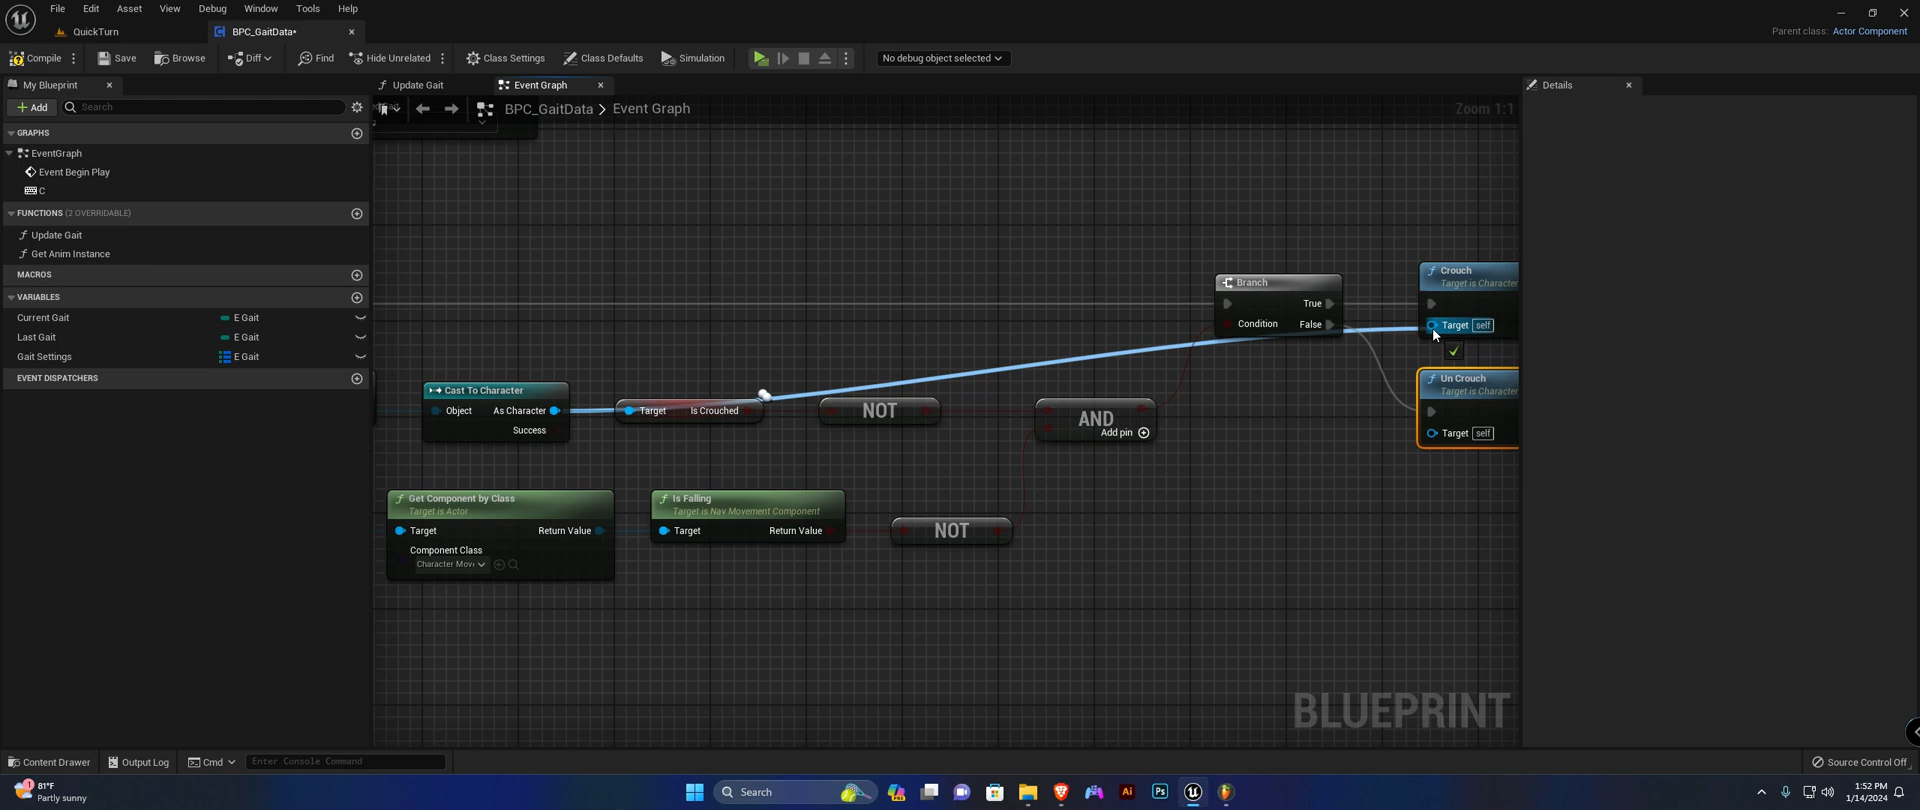 File Edit Asset View Debug Window Tools Help
QuickTurn BPC_GaitData*
Parent class: Actor Component
Compile Save Browse Diff Find Hide Unrelated Class Settings Class Defaults Simulation No debug object selected
My Blueprint Update Gait Event Graph Details
Add Search BPC_GaitData > Event Graph Zoom 1:1
GRAPHS
EventGraph
Event Begin Play
C
FUNCTIONS (2 OVERRIDABLE)
Update Gait
Get Anim Instance
MACROS
VARIABLES
Current Gait E Gait
Last Gait E Gait
Gait Settings E Gait
EVENT DISPATCHERS
Branch
True
Condition False
Crouch
Target is Character
Target self
Un Crouch
Target is Character
Target self
Cast To Character
Object As Character
Success
Target Is Crouched
NOT
AND
Add pin
Get Component by Class
Target is Actor
Target Return Value
Component Class
Character Move
Is Falling
Target is Nav Movement Component
Target Return Value
NOT
BLUEPRINT
Content Drawer Output Log Cmd Enter Console Command Source Control Off
81°F
Partly sunny
Search
Ai Ps
1:52 PM
1/14/2024